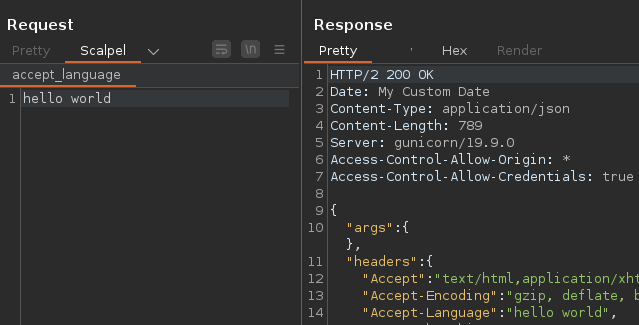 Request
Pretty Scalpel \n
accept_language
1 hello world
Response
Pretty Hex Render
1 HTTP/2 200 OK
2 Date: My Custom Date
3 Content-Type: application/json
4 Content-Length: 789
5 Server: gunicorn/19.9.0
6 Access-Control-Allow-Origin: *
7 Access-Control-Allow-Credentials: true
8
9 {
10 "args":{
},
11 "headers":{
12 "Accept":"text/html,application/xht
13 "Accept-Encoding":"gzip, deflate, b
14 "Accept-Language":"hello world",